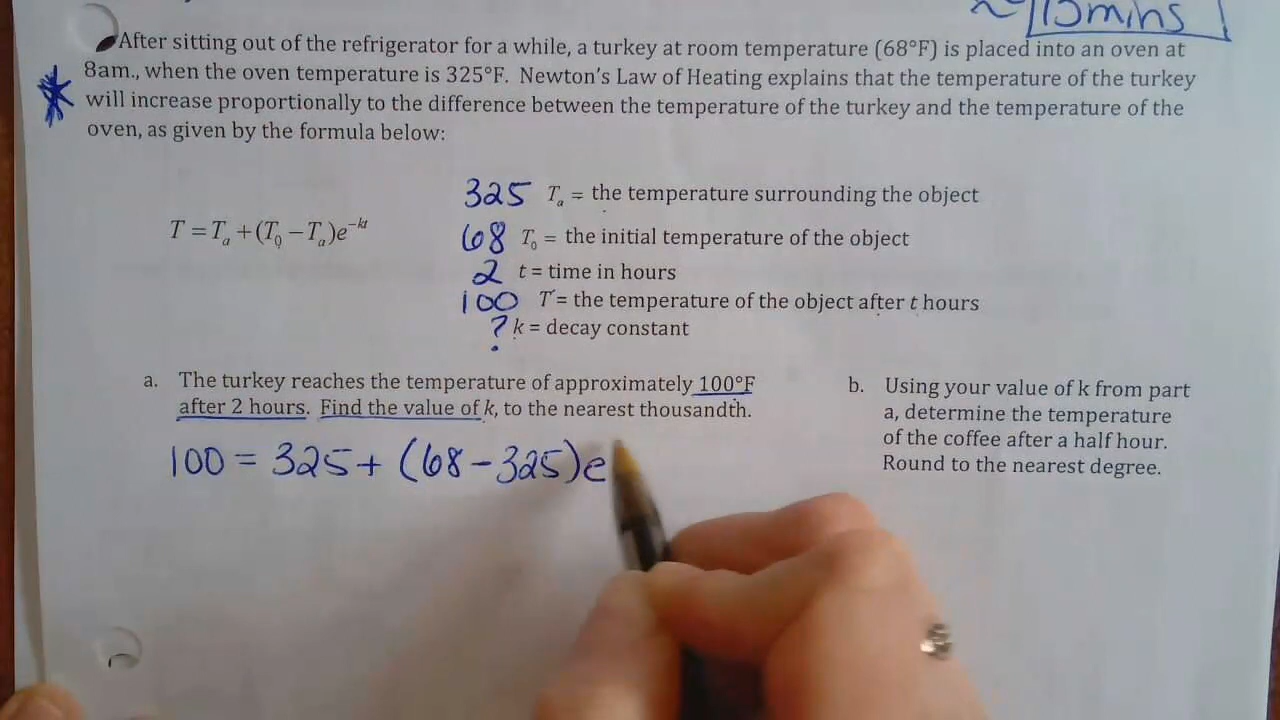 ~ 15mins
After sitting out of the refrigerator for a while, a turkey at room temperature (68°F) is placed into an oven at
8am., when the oven temperature is 325°F. Newton's Law of Heating explains that the temperature of the turkey
will increase proportionally to the difference between the temperature of the turkey and the temperature of the
oven, as given by the formula below:
325 Tₐ = the temperature surrounding the object
T = Tₐ + (T₀ − Tₐ)e^−kt
68 T₀ = the initial temperature of the object
2 t = time in hours
100 T = the temperature of the object after t hours
? k = decay constant
a. The turkey reaches the temperature of approximately 100°F
after 2 hours. Find the value of k, to the nearest thousandth.
100 = 325 + (68 − 325)e
b. Using your value of k from part
a, determine the temperature
of the coffee after a half hour.
Round to the nearest degree.